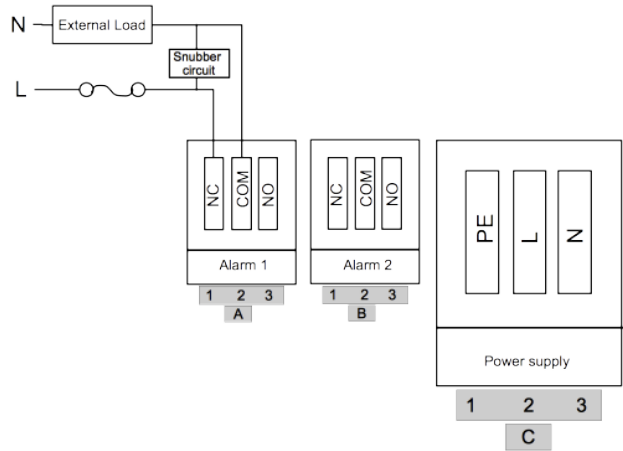 N
External Load
Snubber
circuit
L
NC
COM
NO
NC
COM
NO
PE
L
N
Alarm 1
Alarm 2
1 2 3
A
1 2 3
B
Power supply
1 2 3
C